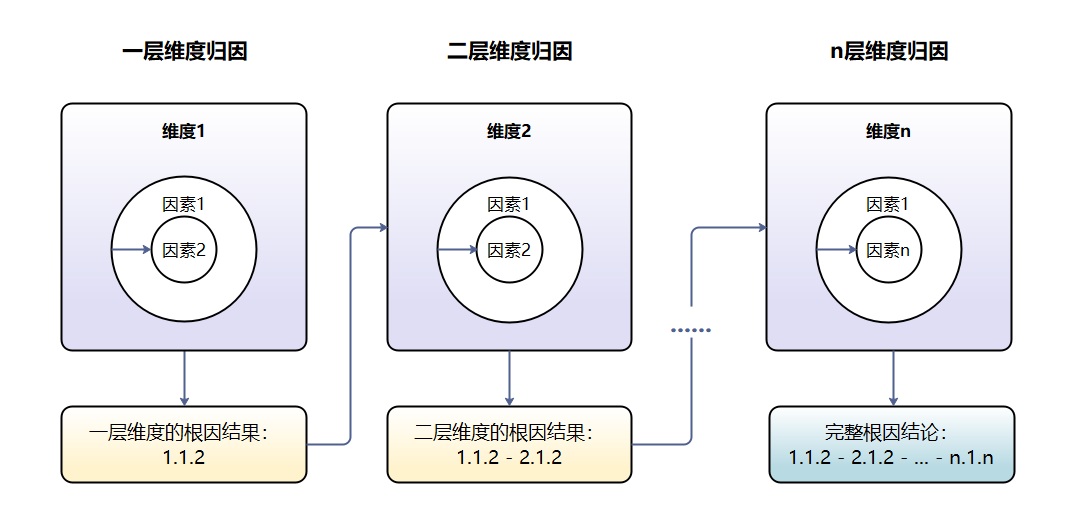 一层维度归因
二层维度归因
n层维度归因
维度1
因素1
因素2
维度2
因素1
因素2
维度n
因素1
因素n
......
一层维度的根因结果：
1.1.2
二层维度的根因结果：
1.1.2 - 2.1.2
完整根因结论：
1.1.2 - 2.1.2 - ... - n.1.n